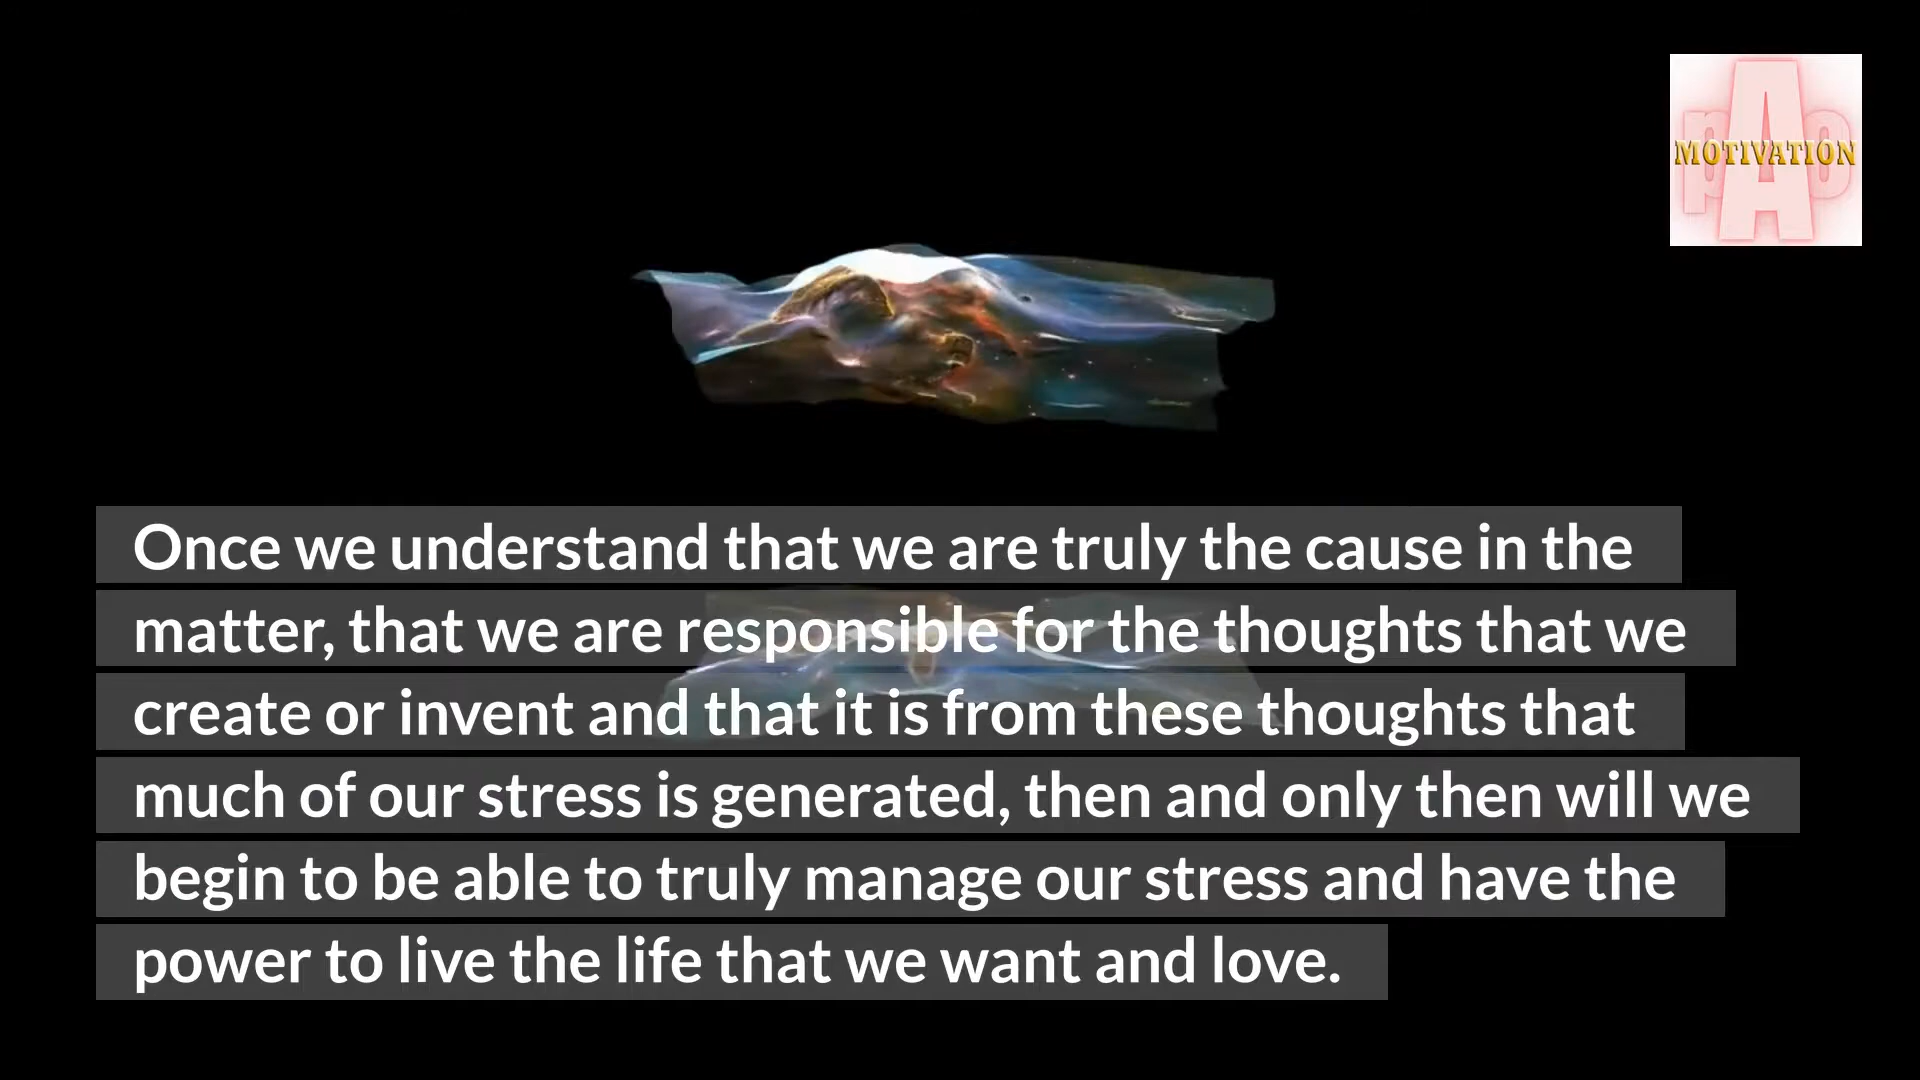 pAo
MOTIVATION
Once we understand that we are truly the cause in the
matter, that we are responsible for the thoughts that we
create or invent and that it is from these thoughts that
much of our stress is generated, then and only then will we
begin to be able to truly manage our stress and have the
power to live the life that we want and love.